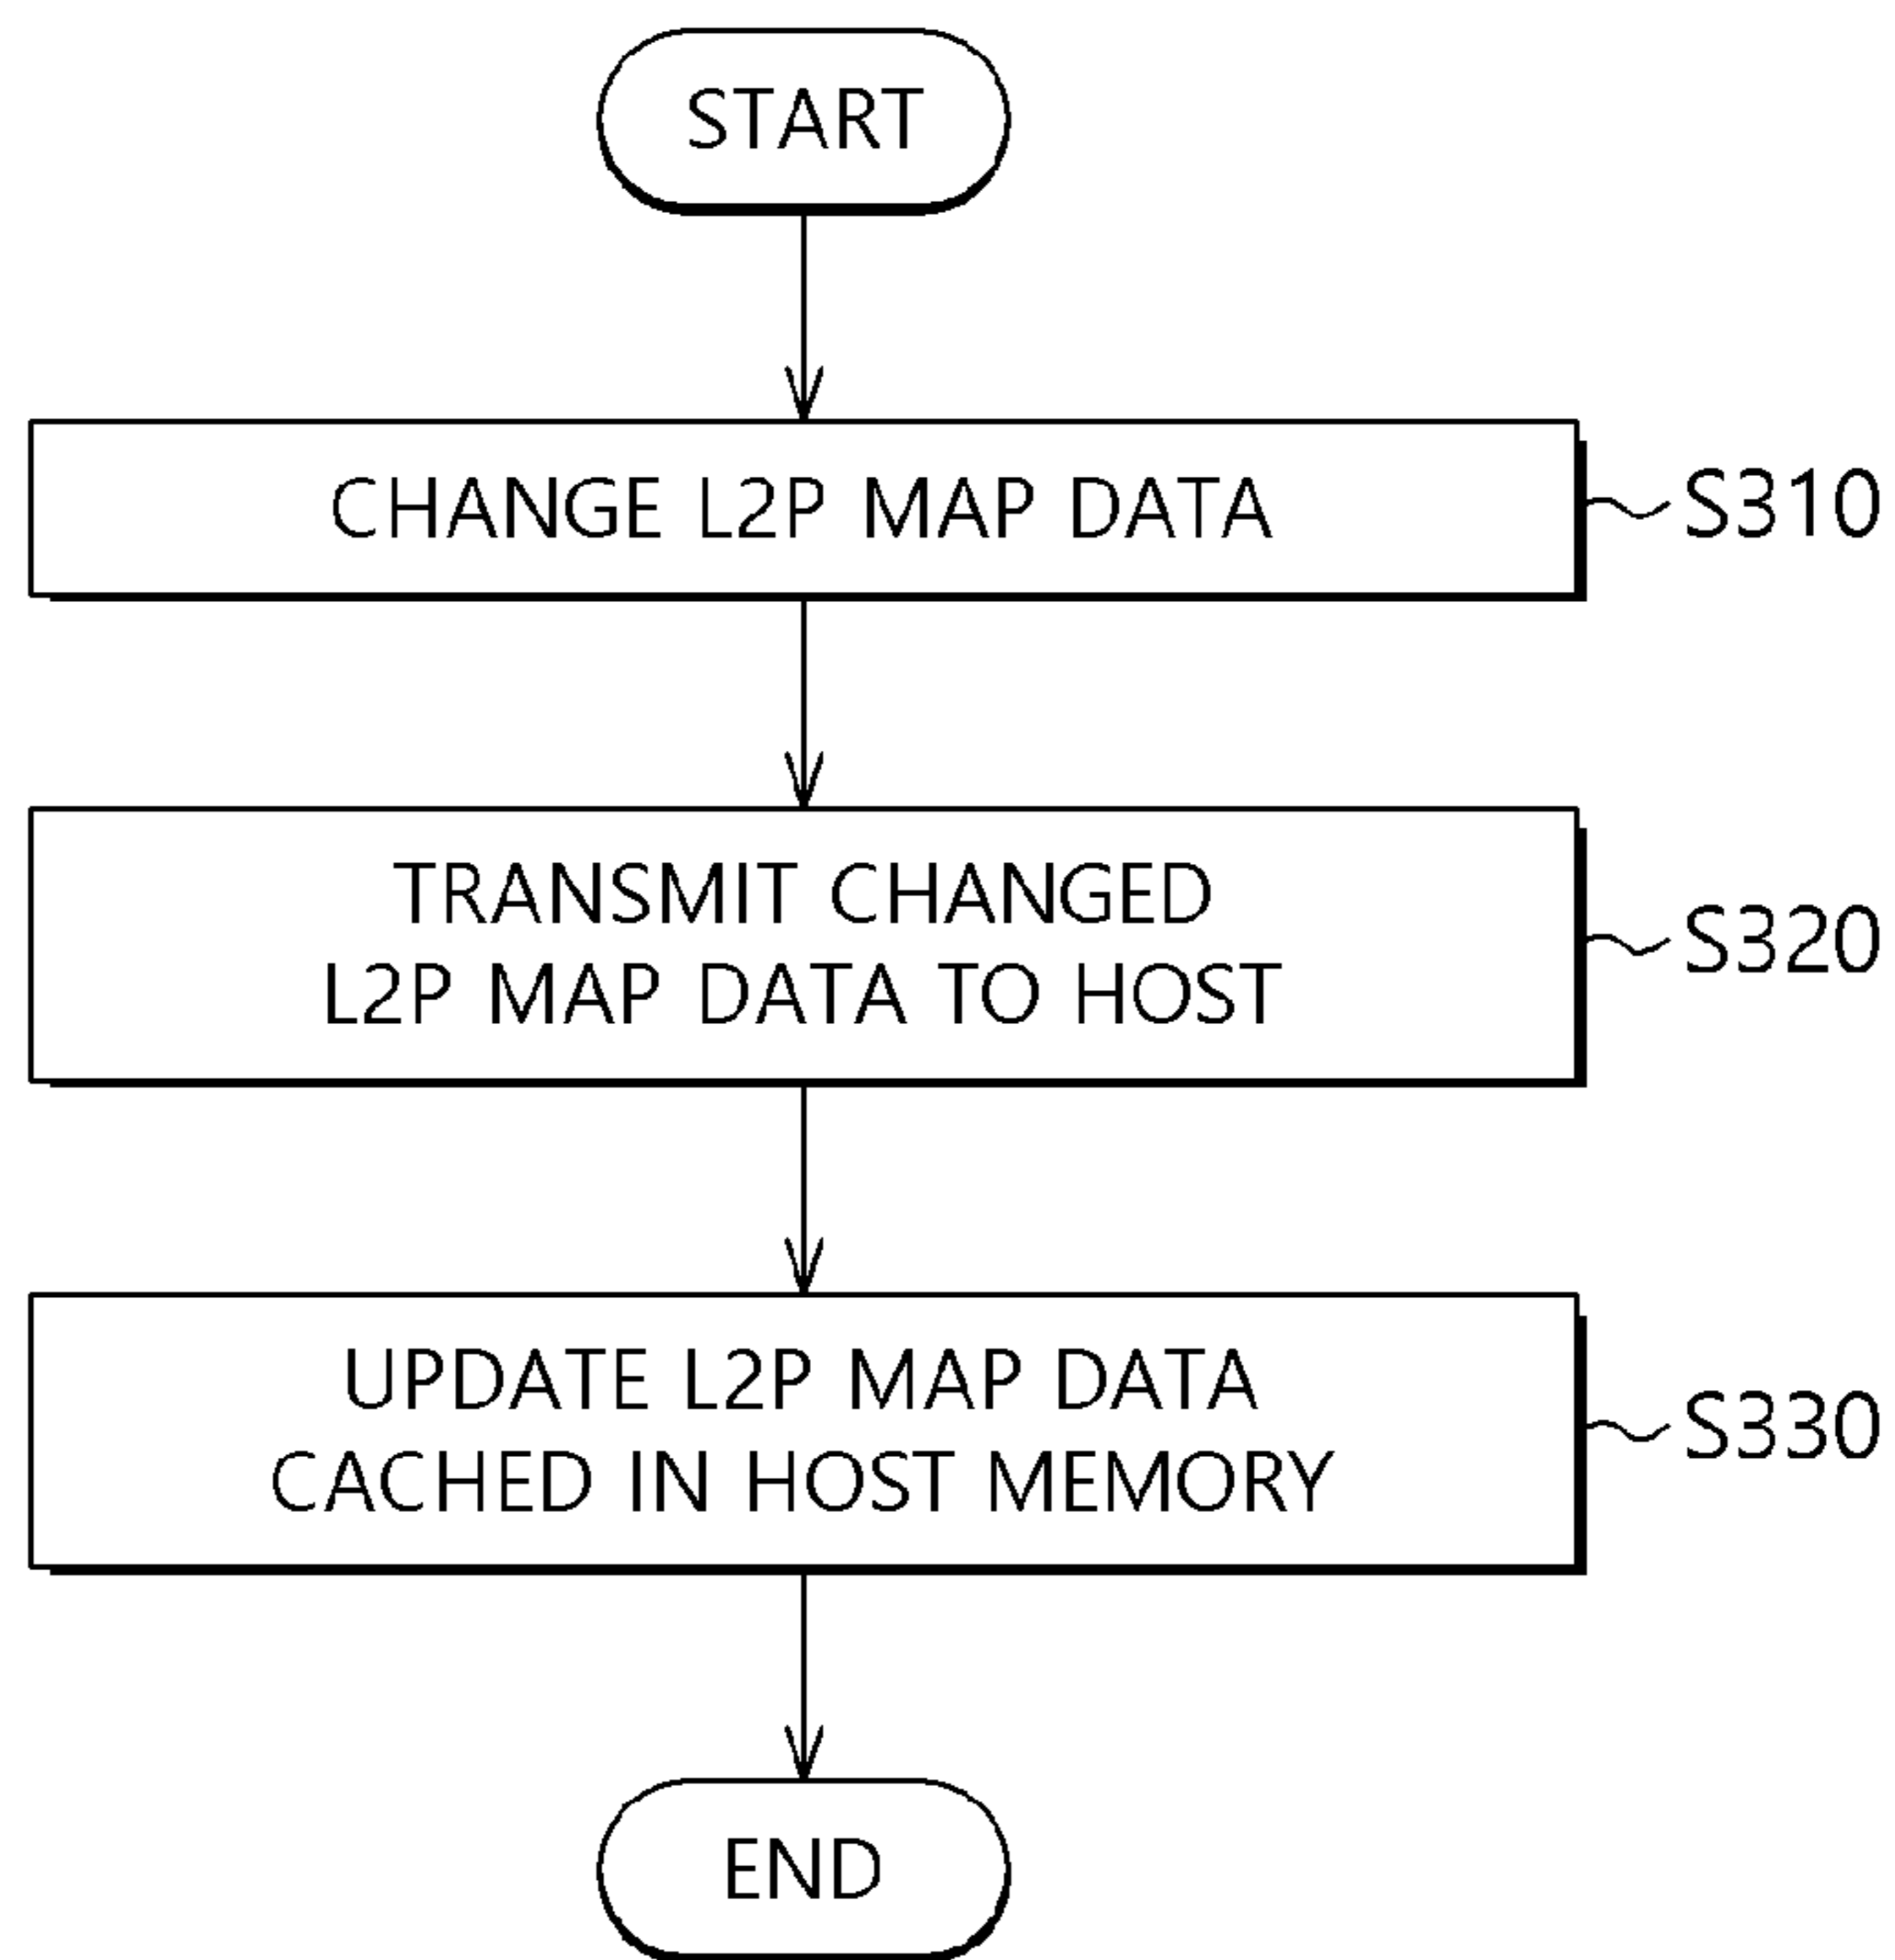 START
CHANGE L2P MAP DATA
S310
TRANSMIT CHANGED
L2P MAP DATA TO HOST
S320
UPDATE L2P MAP DATA
CACHED IN HOST MEMORY
S330
END